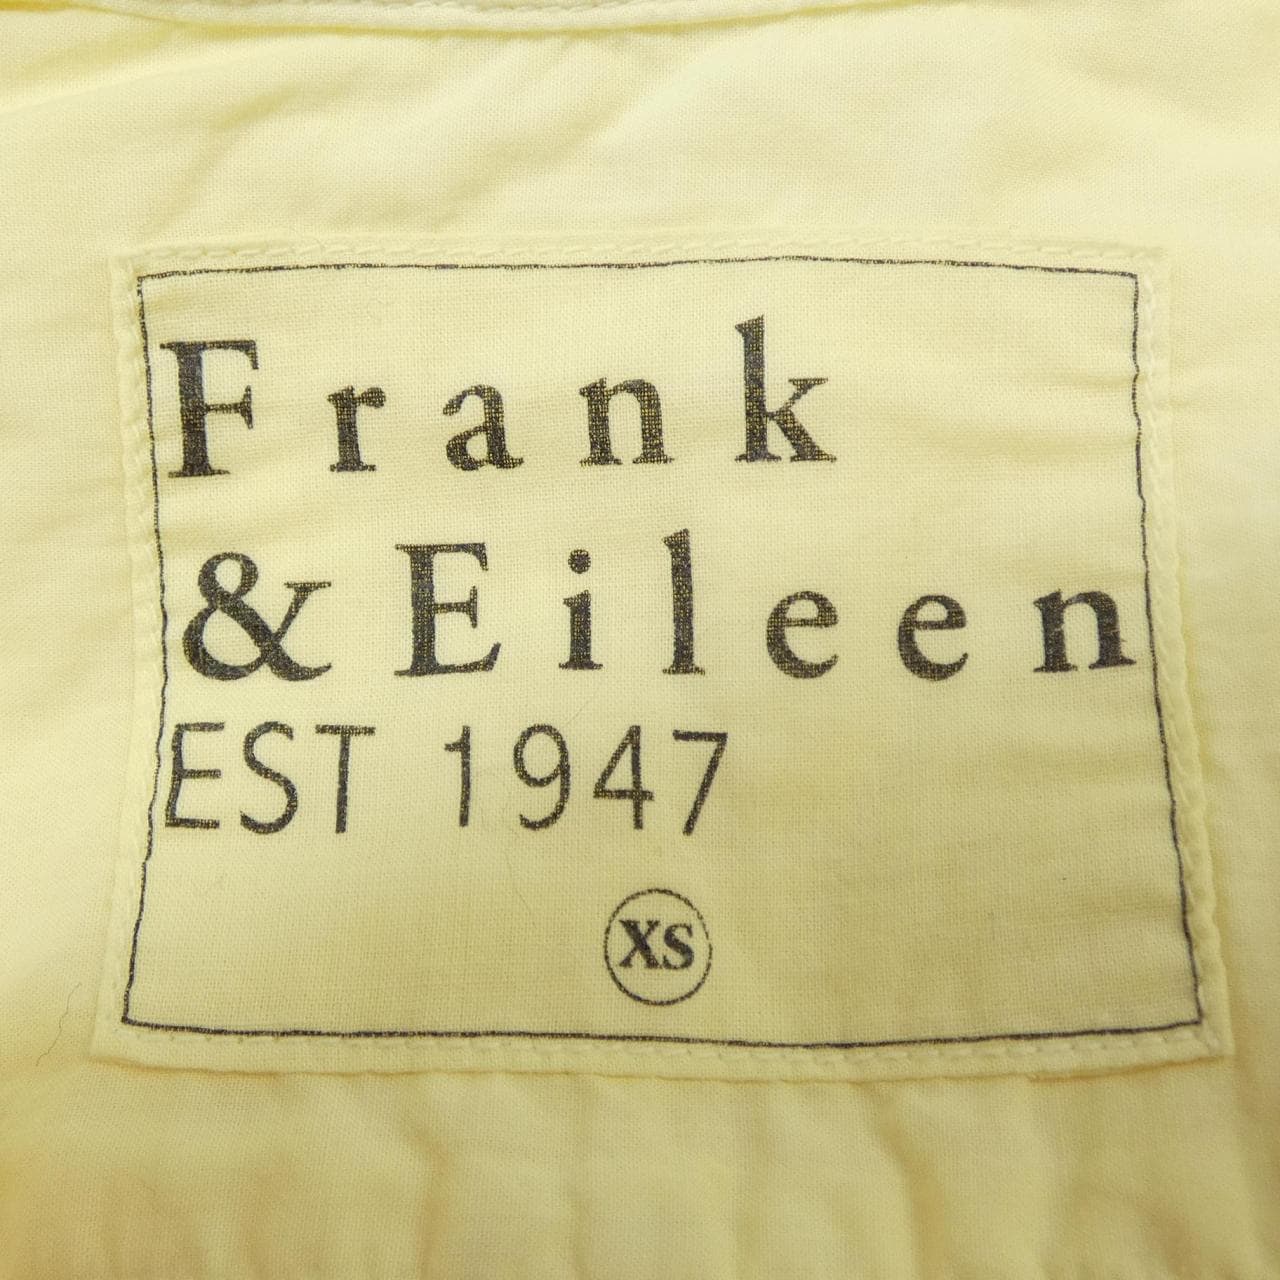 Frank
& Eileen
EST 1947
XS